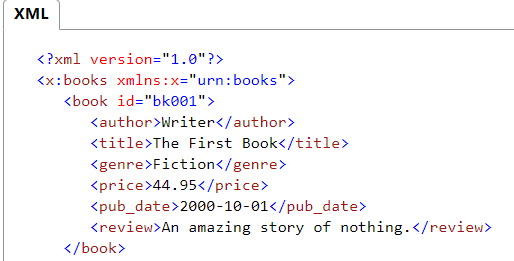 XML
<?xml version="1.0"?>
<x:books xmlns:x="urn:books">
<book id="bk001">
<author>Writer</author>
<title>The First Book</title>
<genre>Fiction</genre>
<price>44.95</price>
<pub_date>2000-10-01</pub_date>
<review>An amazing story of nothing.</review>
</book>